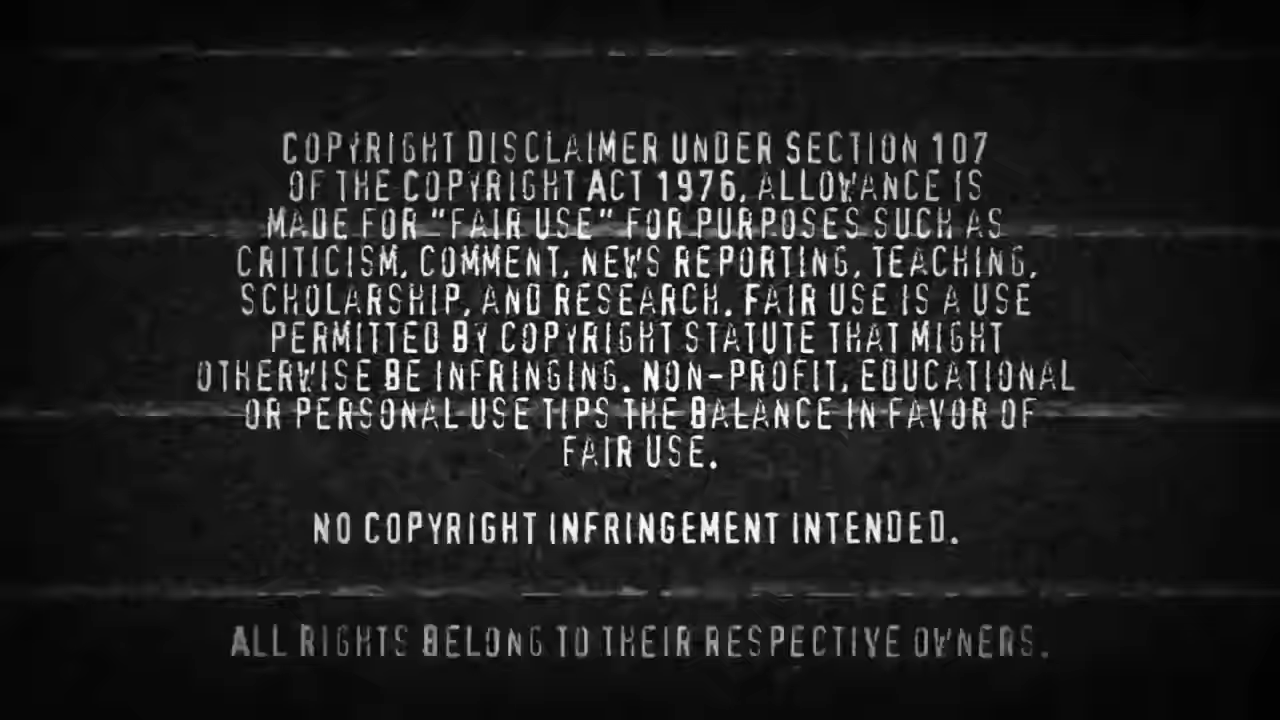 COPYRIGHT DISCLAIMER UNDER SECTION 107
OF THE COPYRIGHT ACT 1976, ALLOWANCE IS
MADE FOR "FAIR USE" FOR PURPOSES SUCH AS
CRITICISM, COMMENT, NEWS REPORTING, TEACHING,
SCHOLARSHIP, AND RESEARCH. FAIR USE IS A USE
PERMITTED BY COPYRIGHT STATUTE THAT MIGHT
OTHERWISE BE INFRINGING. NON-PROFIT, EDUCATIONAL
OR PERSONAL USE TIPS THE BALANCE IN FAVOR OF
FAIR USE.
NO COPYRIGHT INFRINGEMENT INTENDED.
ALL RIGHTS BELONG TO THEIR RESPECTIVE OWNERS.